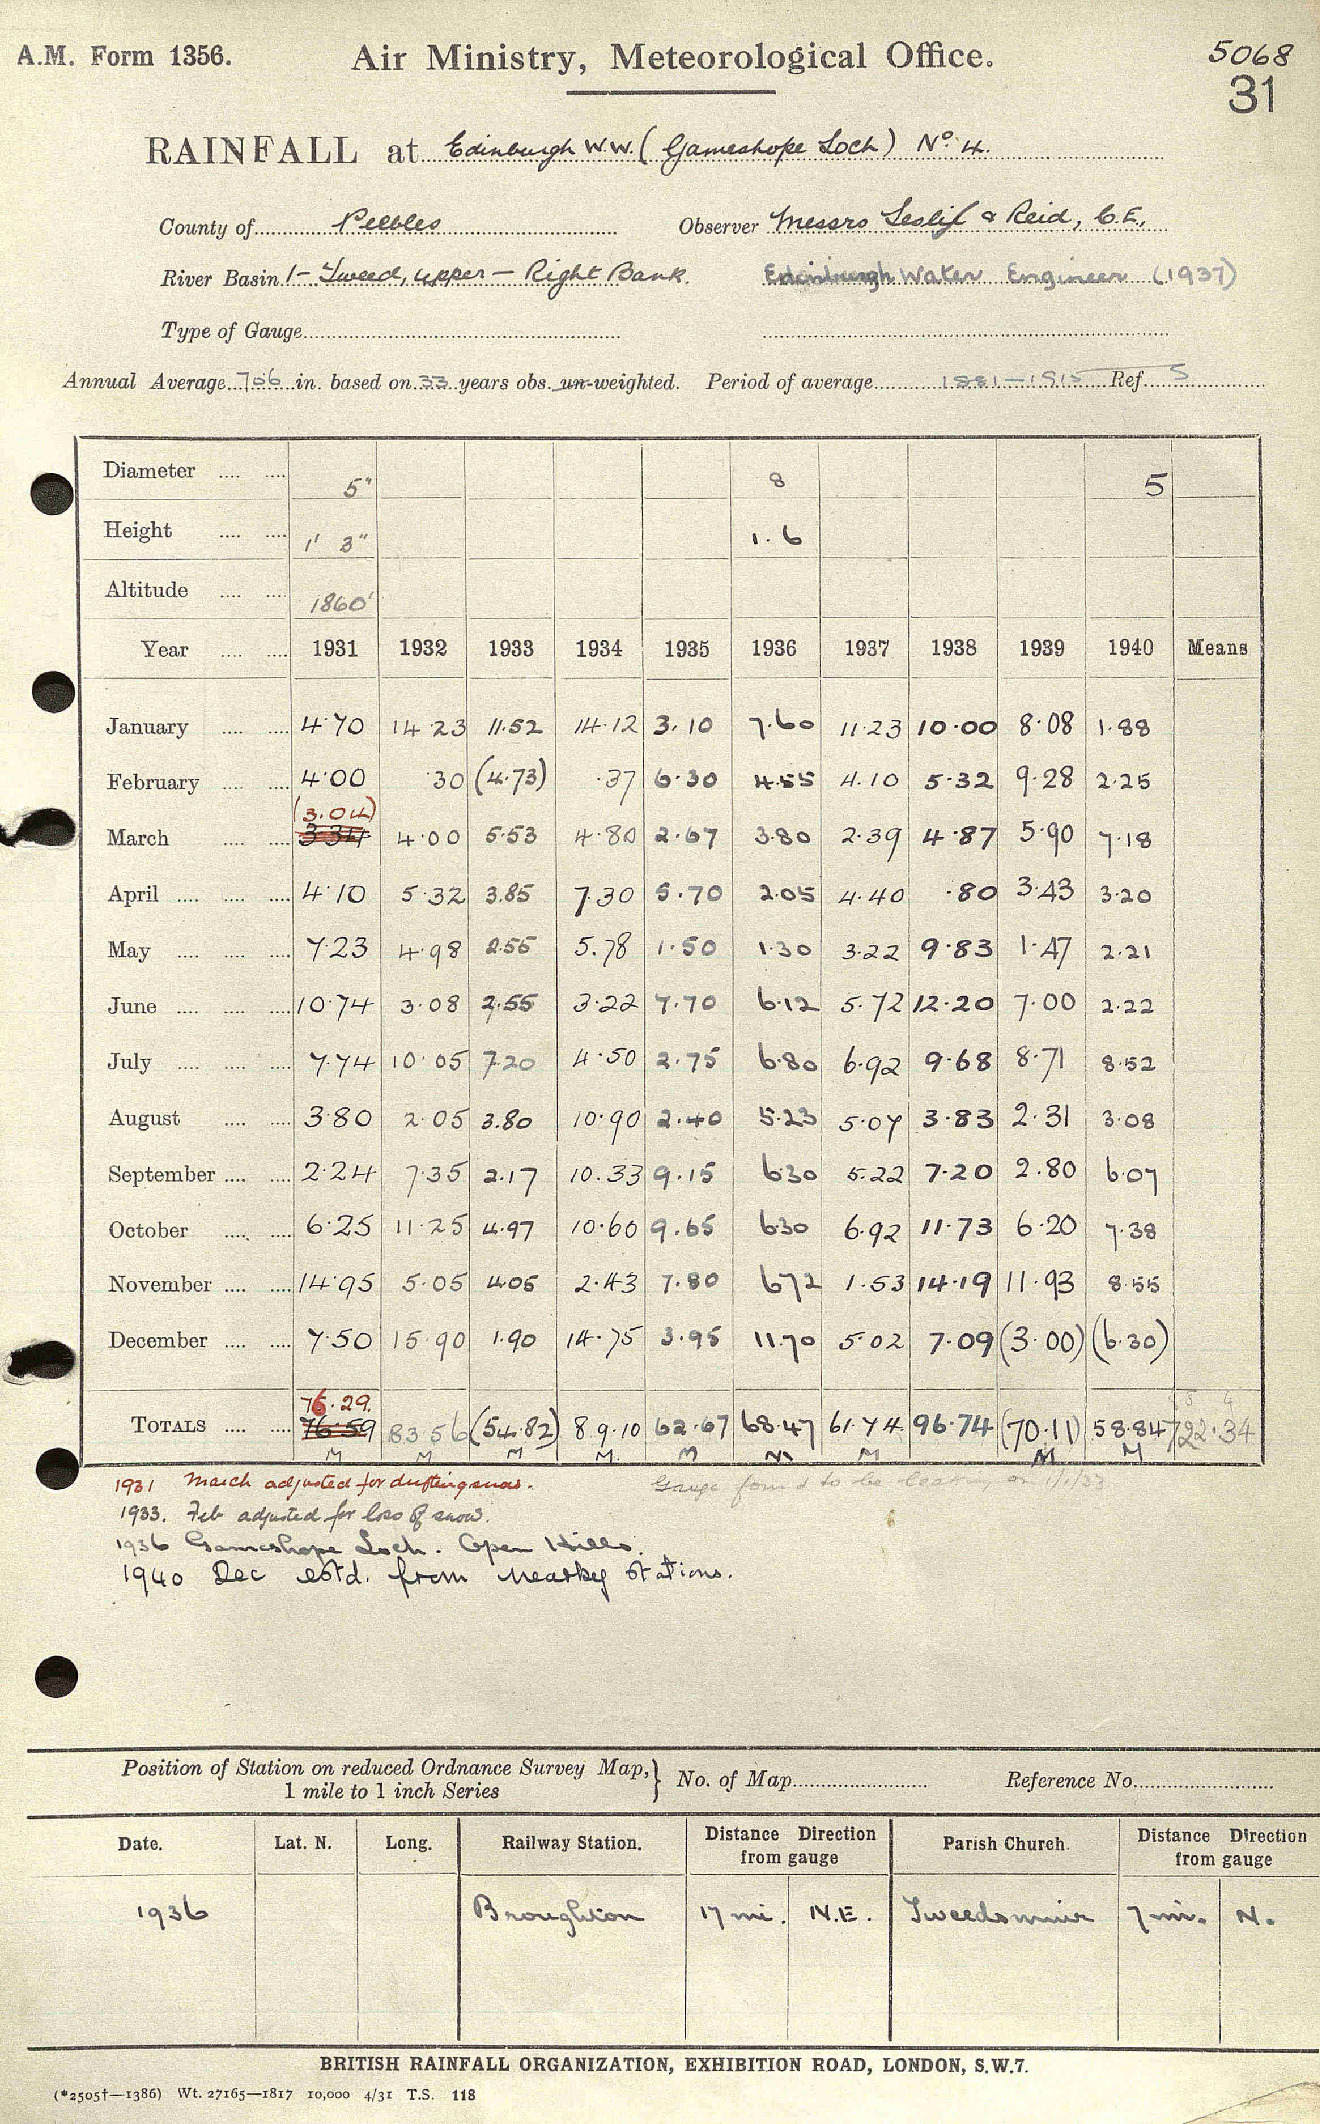 A.M. Form 1356.
Air Ministry, Meteorological Office.
5068
31
RAINFALL at Edinburgh W.W. (Gameshope Loch) No 4.
County of Peebles Observer Messrs Leslie & Reid, C.E.,
River Basin 1 - Tweed, upper - Right Bank. Edinburgh Water Engineer (1937)
Type of Gauge
Annual Average 706 in. based on 33 years obs. un-weighted. Period of average 1881-1915 Ref. S
Diameter 5" 8 5
Height 1' 3" 1.6
Altitude 1860'
Year 1931 1932 1933 1934 1935 1936 1937 1938 1939 1940 Means
January 4.70 14.23 11.52 14.12 3.10 7.60 11.23 10.00 8.08 1.88
February 4.00 .30 (4.73) .37 6.30 4.55 4.10 5.32 9.28 2.25
(3.04)
March 3.34 4.00 5.53 4.80 2.67 3.80 2.39 4.87 5.90 7.18
April 4.10 5.32 3.85 7.30 5.70 2.05 4.40 .80 3.43 3.20
May 7.23 4.98 2.55 5.78 1.50 1.30 3.22 9.83 1.47 2.21
June 10.74 3.08 2.55 3.22 7.70 6.12 5.72 12.20 7.00 2.22
July 7.74 10.05 7.20 4.50 2.75 6.80 6.92 9.68 8.71 8.52
August 3.80 2.05 3.80 10.90 2.40 5.23 5.07 3.83 2.31 3.08
September 2.24 7.35 2.17 10.33 9.15 6.30 5.22 7.20 2.80 6.07
October 6.25 11.25 4.97 10.60 9.65 6.30 6.92 11.73 6.20 7.38
November 14.95 5.05 4.05 2.43 7.80 6.72 1.53 14.19 11.93 8.55
December 7.50 15.90 1.90 14.75 3.95 11.70 5.02 7.09 (3.00) (6.30)
76.29.
TOTALS 76.59 83.56 (54.82) 89.10 62.67 68.47 61.74 96.74 (70.11) 58.84 722.34
M M M M M M M M M
1931 March adjusted for drifting snow. Gauge found to be leaking on 1/1/33
1933. Feb adjusted for loss of snow.
1936 Gameshope Loch. Open Hills.
1940 Dec estd. from nearby stations.
Position of Station on reduced Ordnance Survey Map, 1 mile to 1 inch Series } No. of Map Reference No.
Date. Lat. N. Long. Railway Station. Distance Direction from gauge Parish Church. Distance Direction from gauge
1936 Broughton 17 mi. N.E. Tweedsmuir 7 mi. N.
BRITISH RAINFALL ORGANIZATION, EXHIBITION ROAD, LONDON, S.W.7.
(*2505†—1386) Wt. 27165—1817 10,000 4/31 T.S. 118